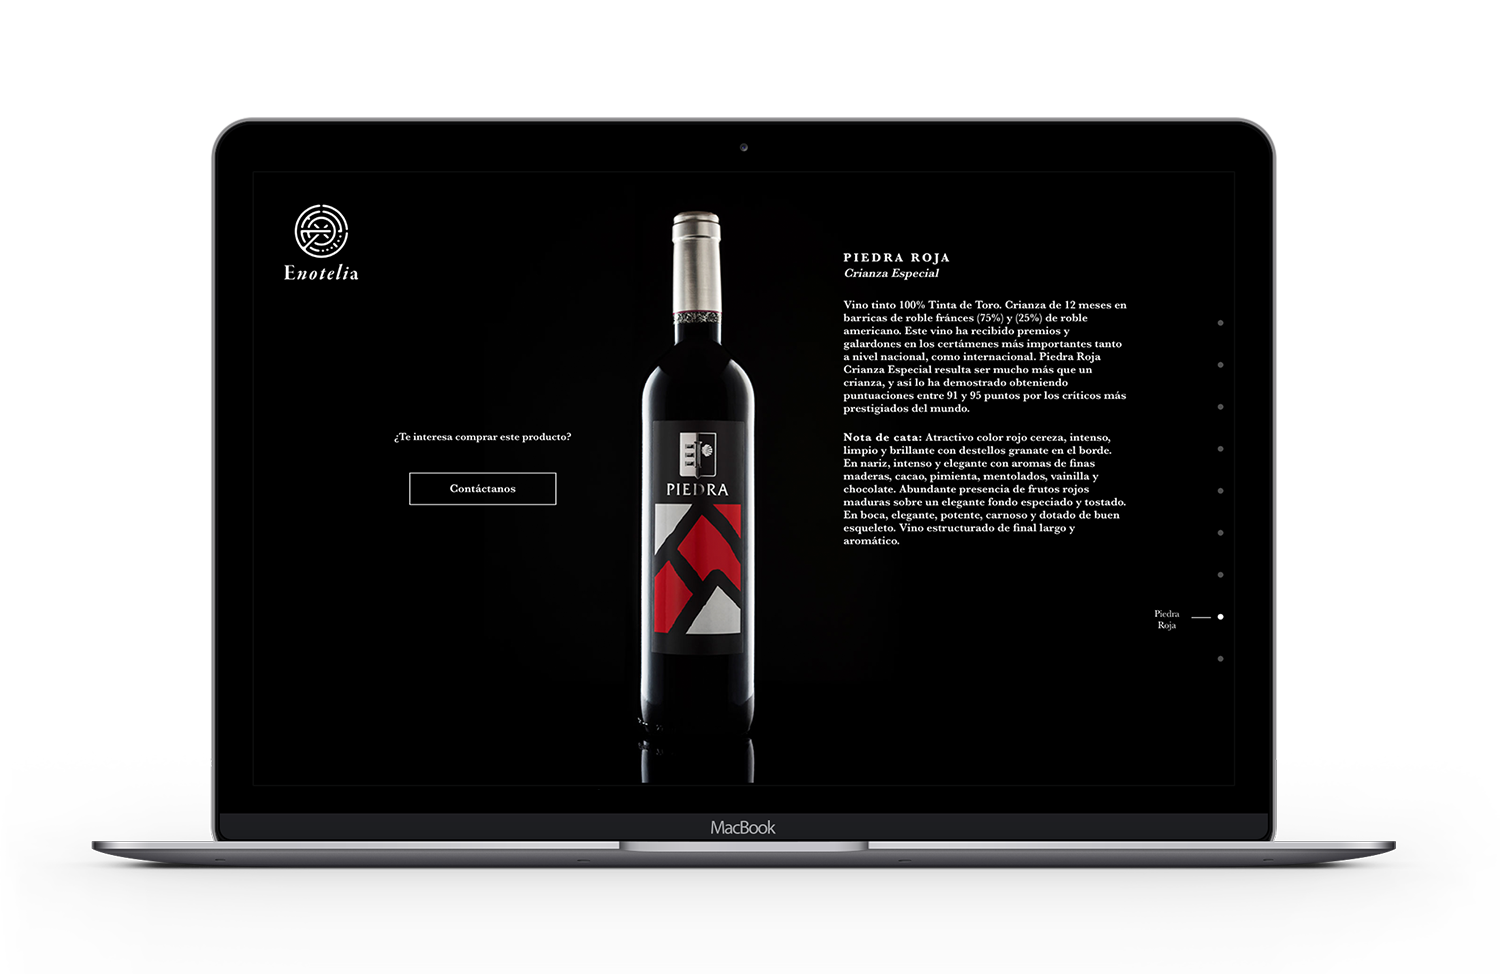 Enotelia
¿Te interesa comprar este producto?
Contáctanos
PIEDRA
PIEDRA ROJA
Crianza Especial
Vino tinto 100% Tinta de Toro. Crianza de 12 meses en
barricas de roble fránces (75%) y (25%) de roble
americano. Este vino ha recibido premios y
galardones en los certámenes más importantes tanto
a nivel nacional, como internacional. Piedra Roja
Crianza Especial resulta ser mucho más que un
crianza, y así lo ha demostrado obteniendo
puntuaciones entre 91 y 95 puntos por los críticos más
prestigiados del mundo.
Nota de cata: Atractivo color rojo cereza, intenso,
limpio y brillante con destellos granate en el borde.
En nariz, intenso y elegante con aromas de finas
maderas, cacao, pimienta, mentolados, vainilla y
chocolate. Abundante presencia de frutos rojos
maduras sobre un elegante fondo especiado y tostado.
En boca, elegante, potente, carnoso y dotado de buen
esqueleto. Vino estructurado de final largo y
aromático.
Piedra
Roja
MacBook